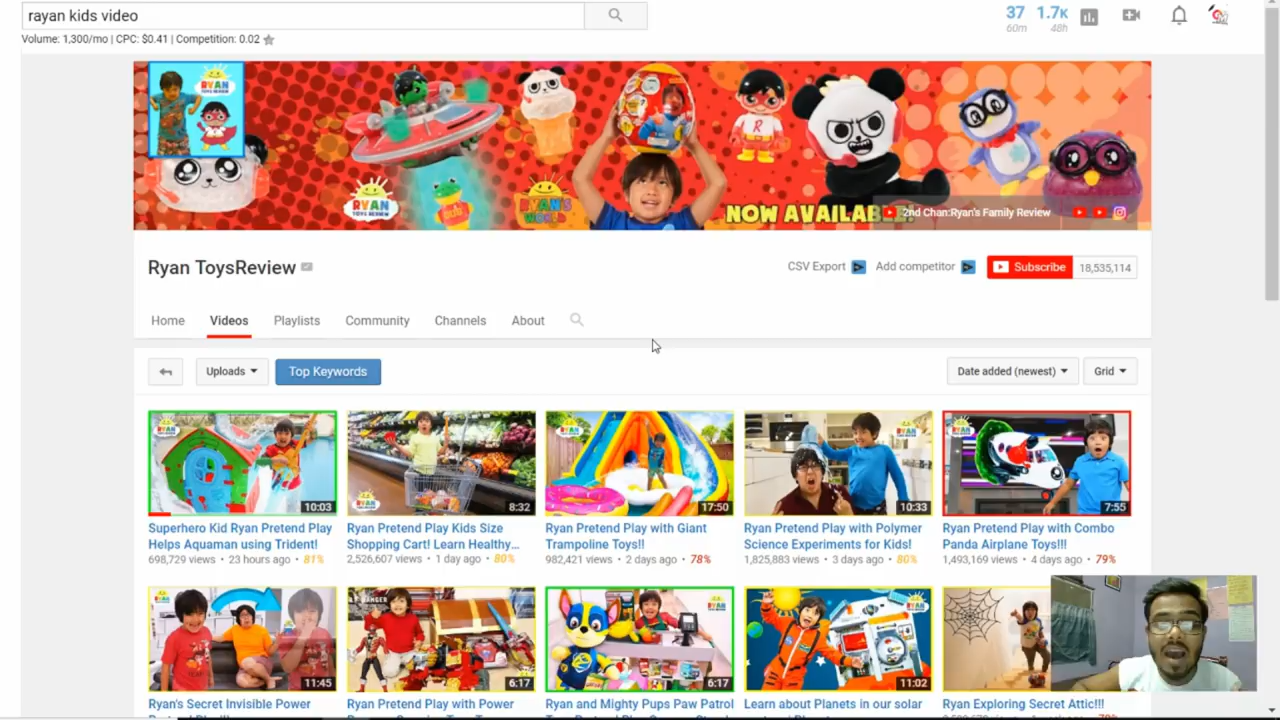 rayan kids video
37 1.7K
60m 48h
Volume: 1,300/mo | CPC: $0.41 | Competition: 0.02
RYAN
TOYS REVIEW
RYAN
TOYS REVIEW
RYAN'S
WORLD
R
NOW AVAILAB
2nd Chan:Ryan's Family Review
Ryan ToysReview
CSV Export Add competitor Subscribe 18,535,114
Home Videos Playlists Community Channels About
Uploads Top Keywords Date added (newest) Grid
10:03 8:32 17:50 10:33 7:55
Superhero Kid Ryan Pretend Play Ryan Pretend Play Kids Size Ryan Pretend Play with Giant Ryan Pretend Play with Polymer Ryan Pretend Play with Combo
Helps Aquaman using Trident! Shopping Cart! Learn Healthy... Trampoline Toys!! Science Experiments for Kids! Panda Airplane Toys!!!
698,729 views • 23 hours ago • 81% 2,526,607 views • 1 day ago • 80% 982,421 views • 2 days ago • 78% 1,825,883 views • 3 days ago • 80% 1,493,169 views • 4 days ago • 79%
11:45 6:17 6:17 11:02
Ryan's Secret Invisible Power Ryan Pretend Play with Power Ryan and Mighty Pups Paw Patrol Learn about Planets in our solar Ryan Exploring Secret Attic!!!